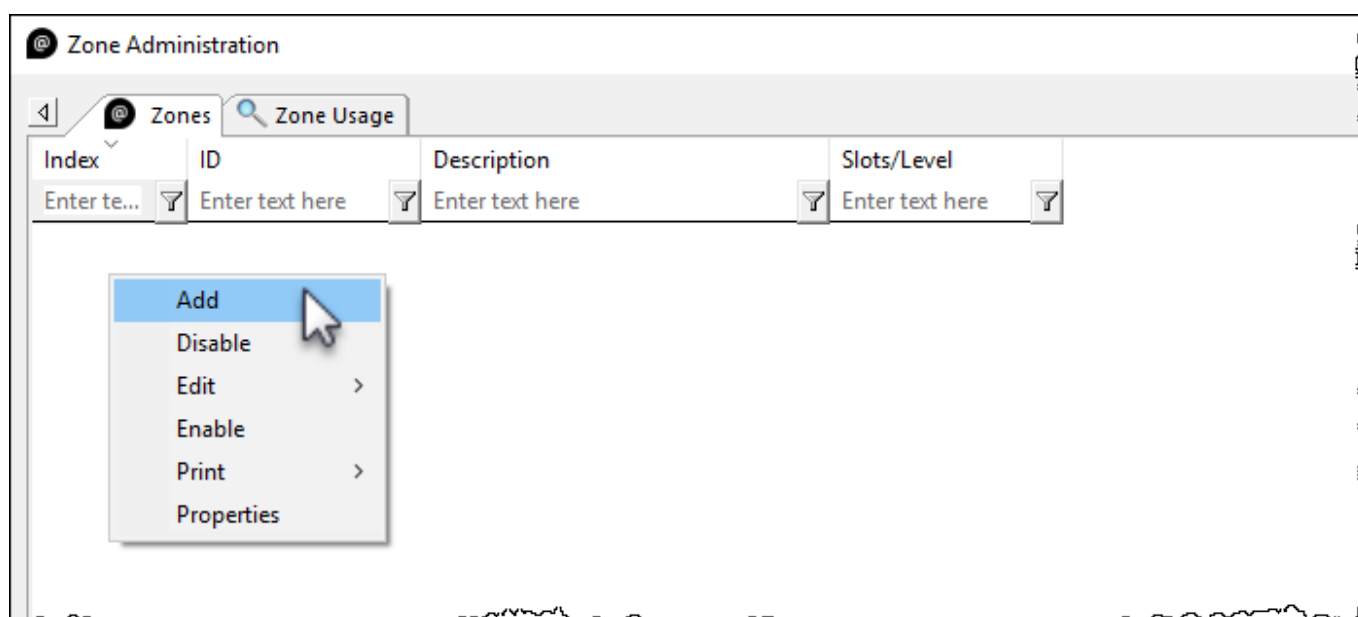 Zone Administration
Zones Zone Usage
Index ID Description Slots/Level
Enter te... Enter text here Enter text here Enter text here
Add
Disable
Edit
Enable
Print
Properties